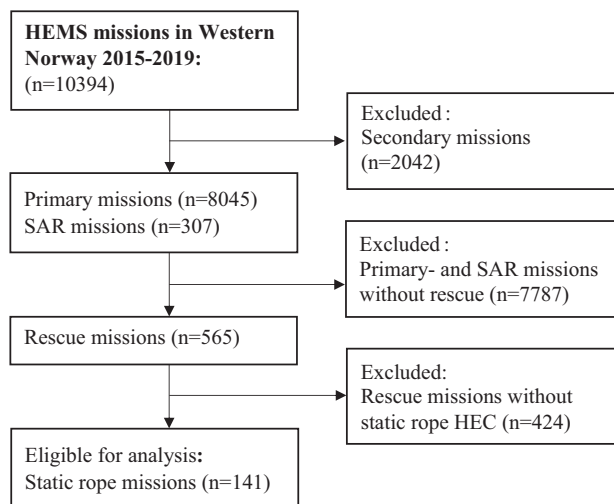 HEMS missions in Western
Norway 2015-2019:
(n=10394)
Excluded :
Secondary missions
(n=2042)
Primary missions (n=8045)
SAR missions (n=307)
Excluded :
Primary- and SAR missions
without rescue (n=7787)
Rescue missions (n=565)
Excluded:
Rescue missions without
static rope HEC (n=424)
Eligible for analysis:
Static rope missions (n=141)